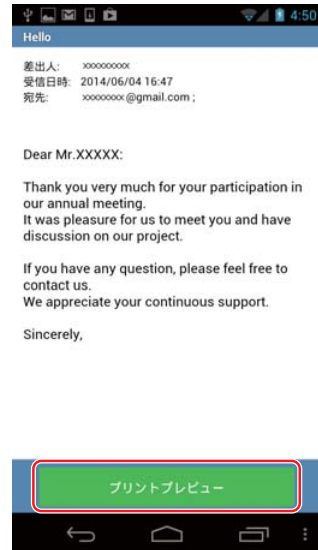 4:50
Hello
差出人: xxxxxxxxx
受信日時: 2014/06/04 16:47
宛先: xxxxxxxx @gmail.com ;
Dear Mr.XXXXX:
Thank you very much for your participation in
our annual meeting.
It was pleasure for us to meet you and have
discussion on our project.
If you have any question, please feel free to
contact us.
We appreciate your continuous support.
Sincerely,
プリントプレビュー